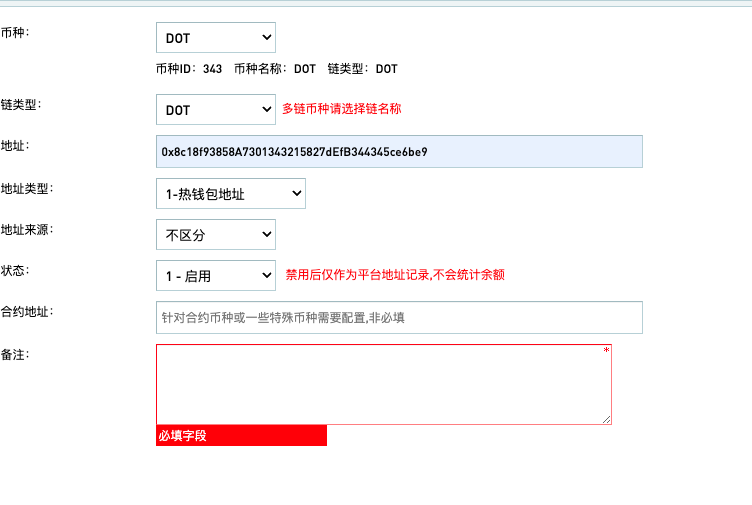 币种：
DOT
币种ID：343 币种名称：DOT 链类型：DOT
链类型：
DOT 多链币种请选择链名称
地址：
0x8c18f93858A7301343215827dEfB344345ce6be9
地址类型：
1-热钱包地址
地址来源：
不区分
状态：
1 - 启用 禁用后仅作为平台地址记录,不会统计余额
合约地址：
针对合约币种或一些特殊币种需要配置,非必填
备注：
*
必填字段